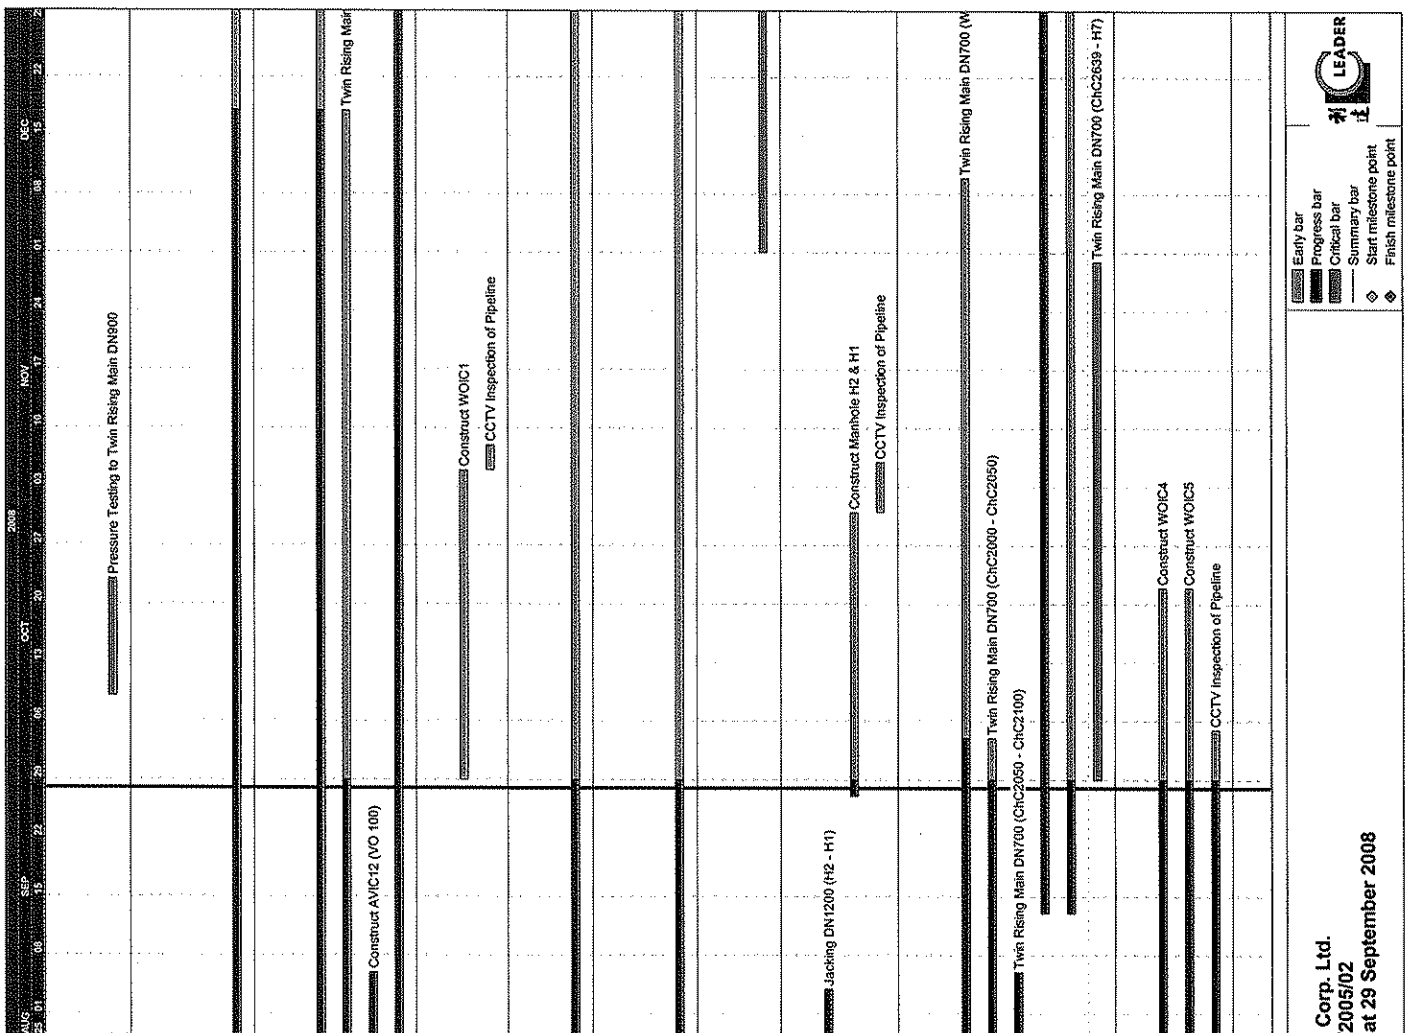 2008
AUG SEP OCT NOV DEC
01 08 15 22 29 06 13 20 27 03 10 17 24 01 08 15 22
Pressure Testing to Twin Rising Main DN900
Twin Rising Mai
Construct AVIC12 (VO 100)
Construct WOIC1
CCTV Inspection of Pipeline
Jacking DN1200 (H2 - H1)
Construct Manhole H2 & H1
CCTV Inspection of Pipeline
Twin Rising Main DN700 (W
Twin Rising Main DN700 (ChC2000 - ChC2050)
Twin Rising Main DN700 (ChC2050 - ChC2100)
Twin Rising Main DN700 (ChC2639 - H7)
Construct WOIC4
Construct WOIC5
CCTV Inspection of Pipeline
Corp. Ltd.
2005/02
at 29 September 2008
Early bar
Progress bar
Critical bar
Summary bar
Start milestone point
Finish milestone point
利達
LEADER